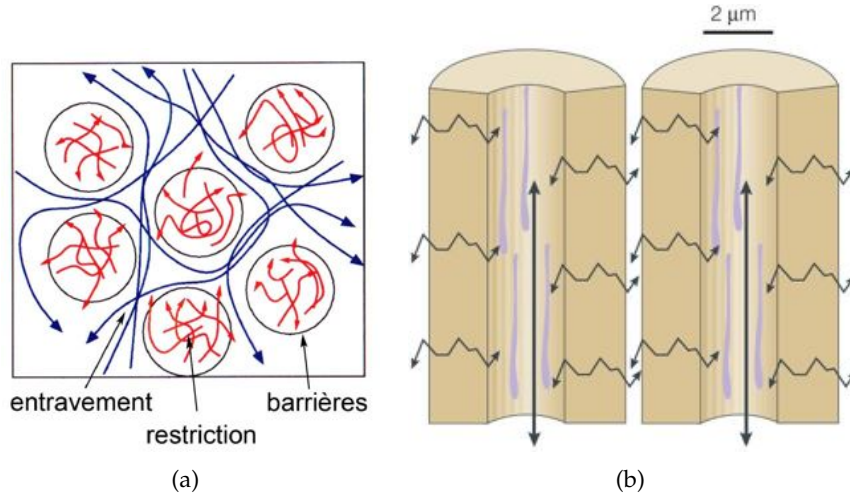 2 µm
entravement
barrières
restriction
(a)
(b)